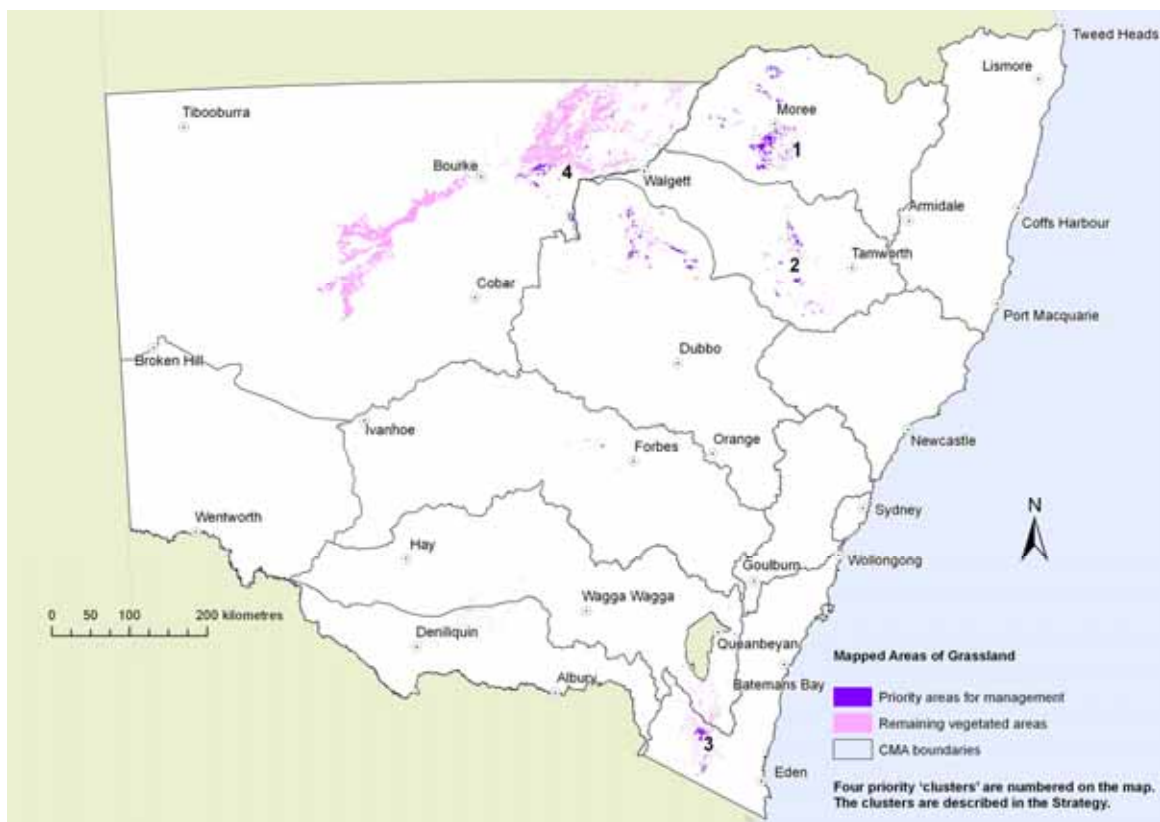 Tweed Heads
Lismore
Tibooburra
Moree
1
Bourke
4
Walgett
Armidale
Coffs Harbour
2
Tamworth
Cobar
Port Macquarie
Broken Hill
Dubbo
Ivanhoe
Forbes
Orange
Newcastle
Wentworth
Sydney
N
Hay
Goulburn
Wollongong
Wagga Wagga
0 50 100 200 kilometres
Deniliquin
Queanbeyan
Albury
Batemans Bay
3
Eden
Mapped Areas of Grassland
Priority areas for management
Remaining vegetated areas
CMA boundaries
Four priority 'clusters' are numbered on the map.
The clusters are described in the Strategy.